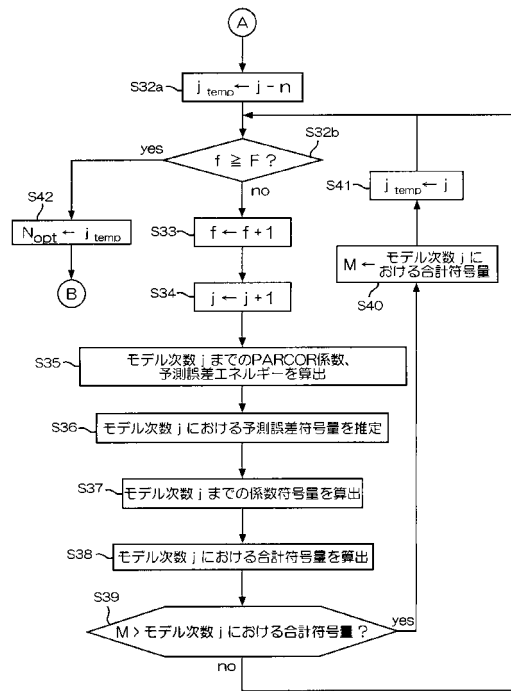 A
S32a
j temp ← j - n
S32b
yes
f ≧ F ?
no
S42
Nopt ← j temp
B
S33
f ← f + 1
S41
j temp ← j
S34
j ← j + 1
M ← モデル次数 j に
おける合計符号量
S40
S35
モデル次数 j までのPARCOR係数、
予測誤差エネルギーを算出
S36
モデル次数 j における予測誤差符号量を推定
S37
モデル次数 j までの係数符号量を算出
S38
モデル次数 j における合計符号量を算出
S39
M > モデル次数 j における合計符号量 ?
yes
no